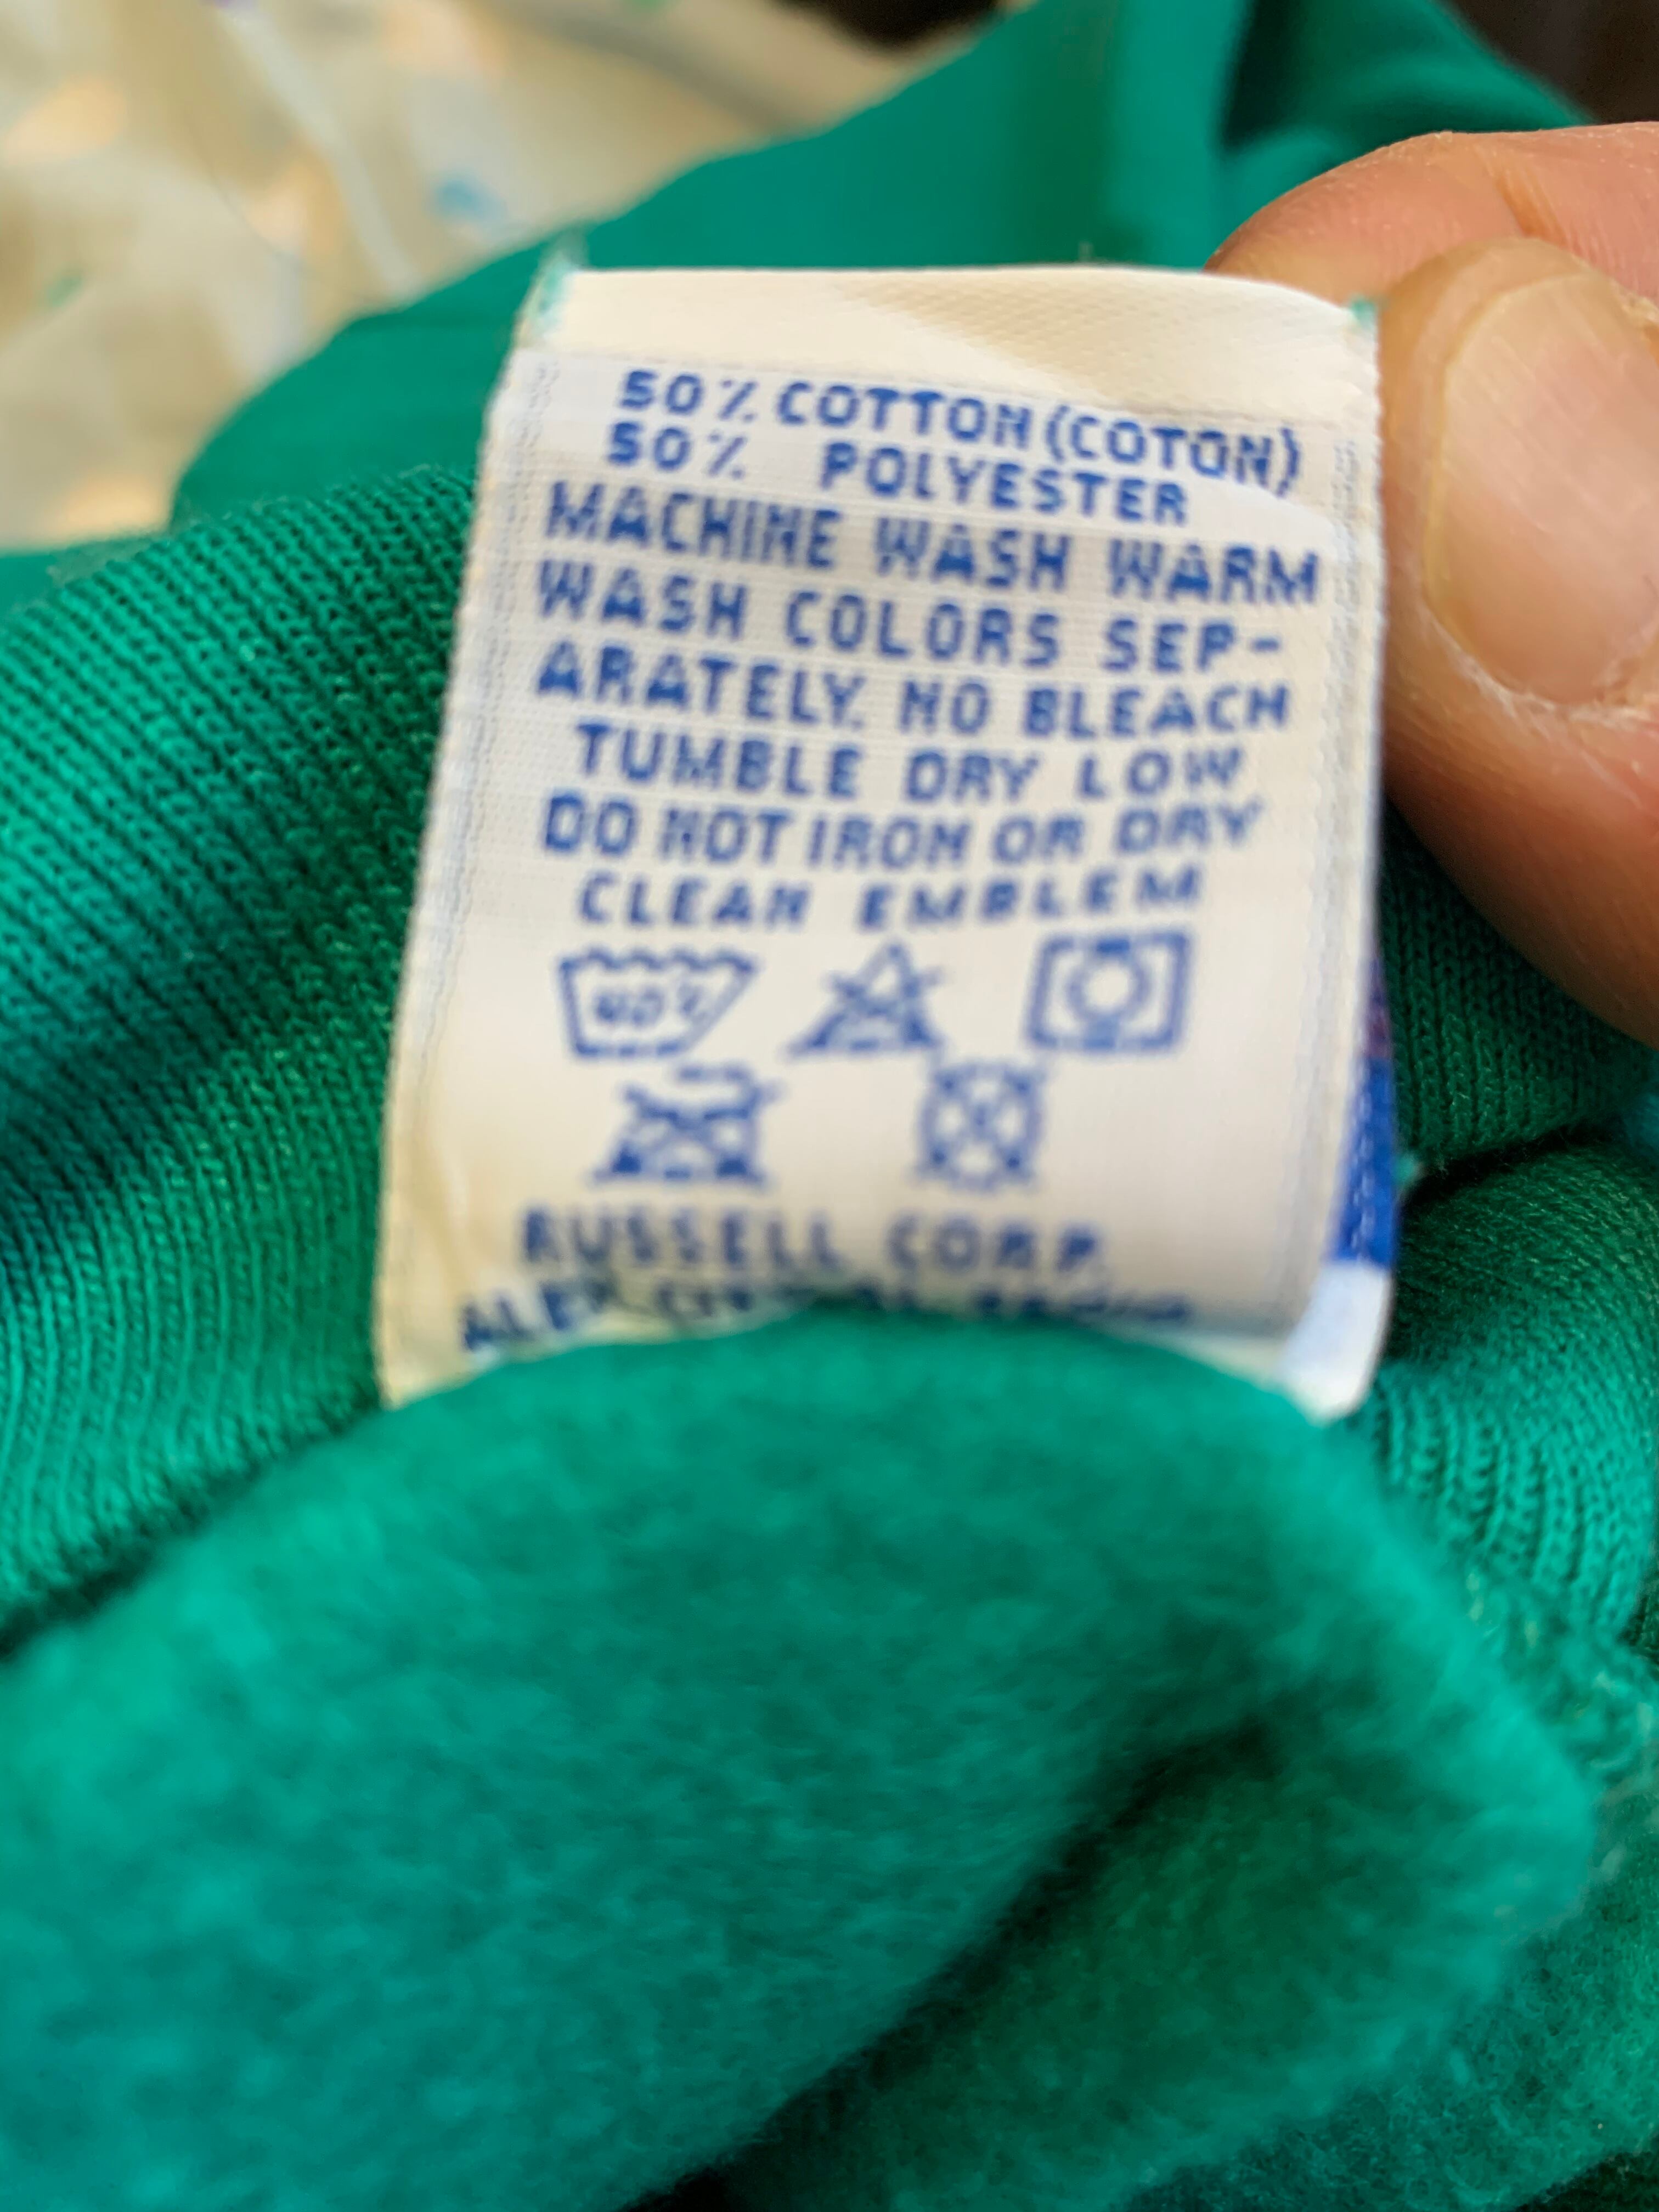 50% COTTON (COTON)
50% POLYESTER
MACHINE WASH WARM
WASH COLORS SEP-
ARATELY. NO BLEACH
TUMBLE DRY LOW
DO NOT IRON OR DRY
CLEAN EMBLEM
RUSSELL CORP.